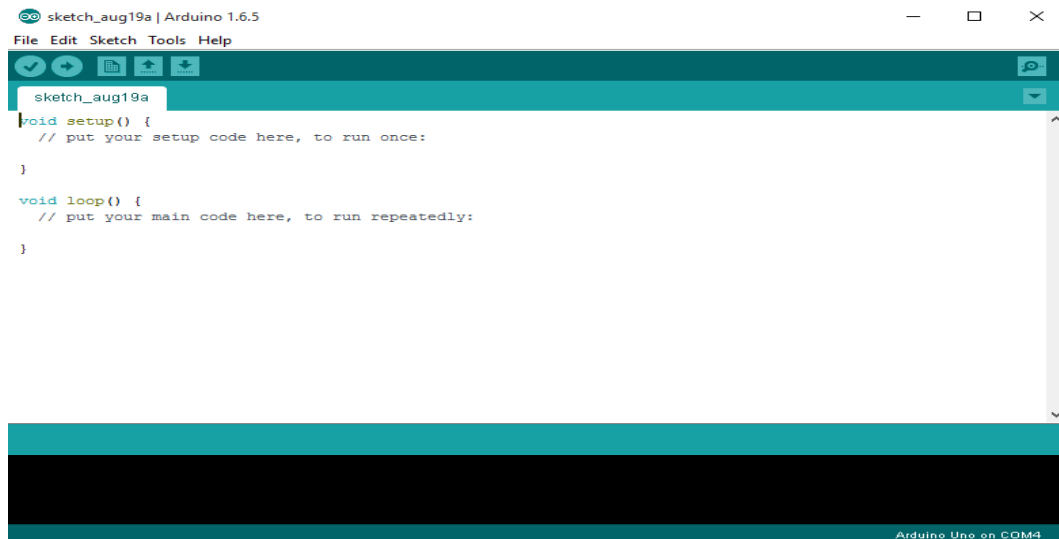 sketch_aug19a | Arduino 1.6.5
File Edit Sketch Tools Help
sketch_aug19a
void setup() {
  // put your setup code here, to run once:
}
void loop() {
  // put your main code here, to run repeatedly:
}
Arduino Uno on COM4